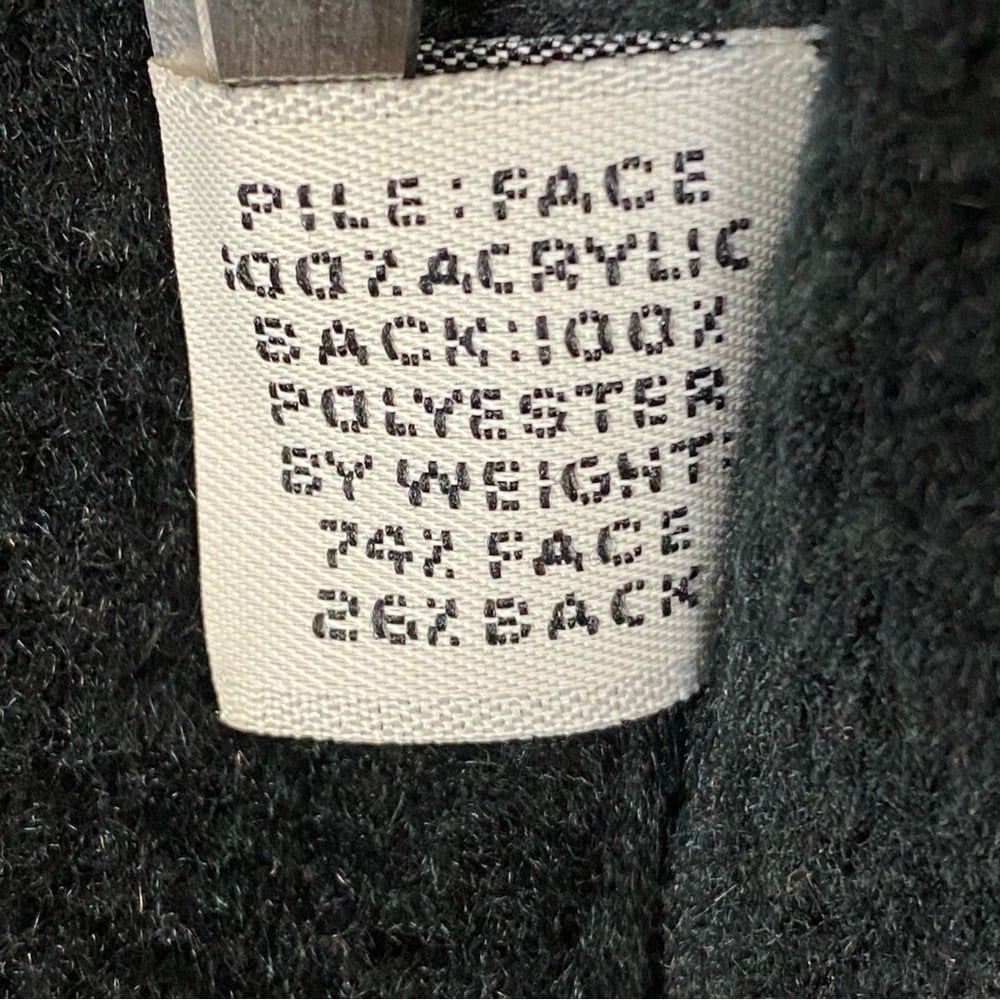 PILE:FACE
100%ACRYLIC
BACK:100%
POLYESTER
BY WEIGHT:
74% FACE
26% BACK